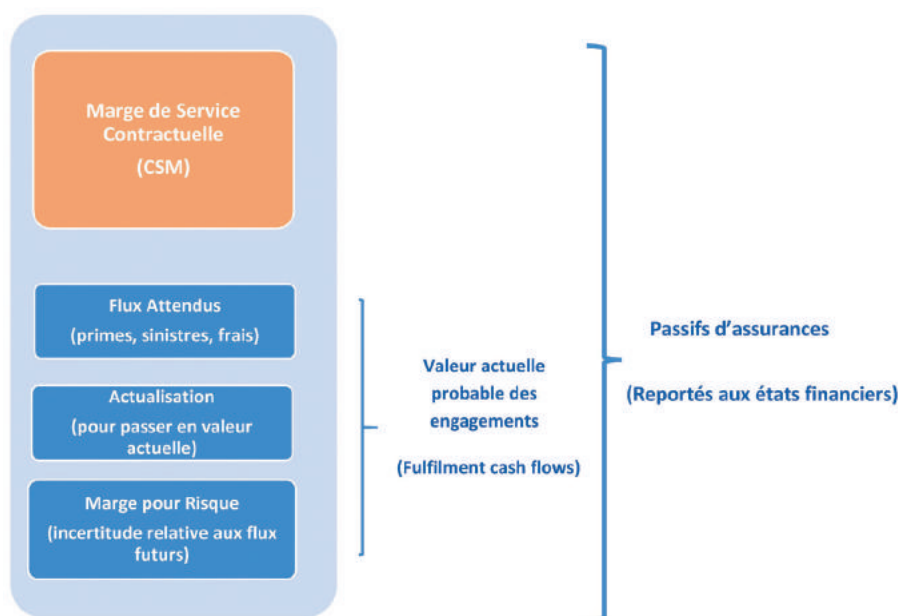 Marge de Service
Contractuelle
(CSM)
Flux Attendus
(primes, sinistres, frais)
Actualisation
(pour passer en valeur
actuelle)
Marge pour Risque
(incertitude relative aux flux
futurs)
Valeur actuelle
probable des
engagements
(Fulfilment cash flows)
Passifs d’assurances
(Reportés aux états financiers)